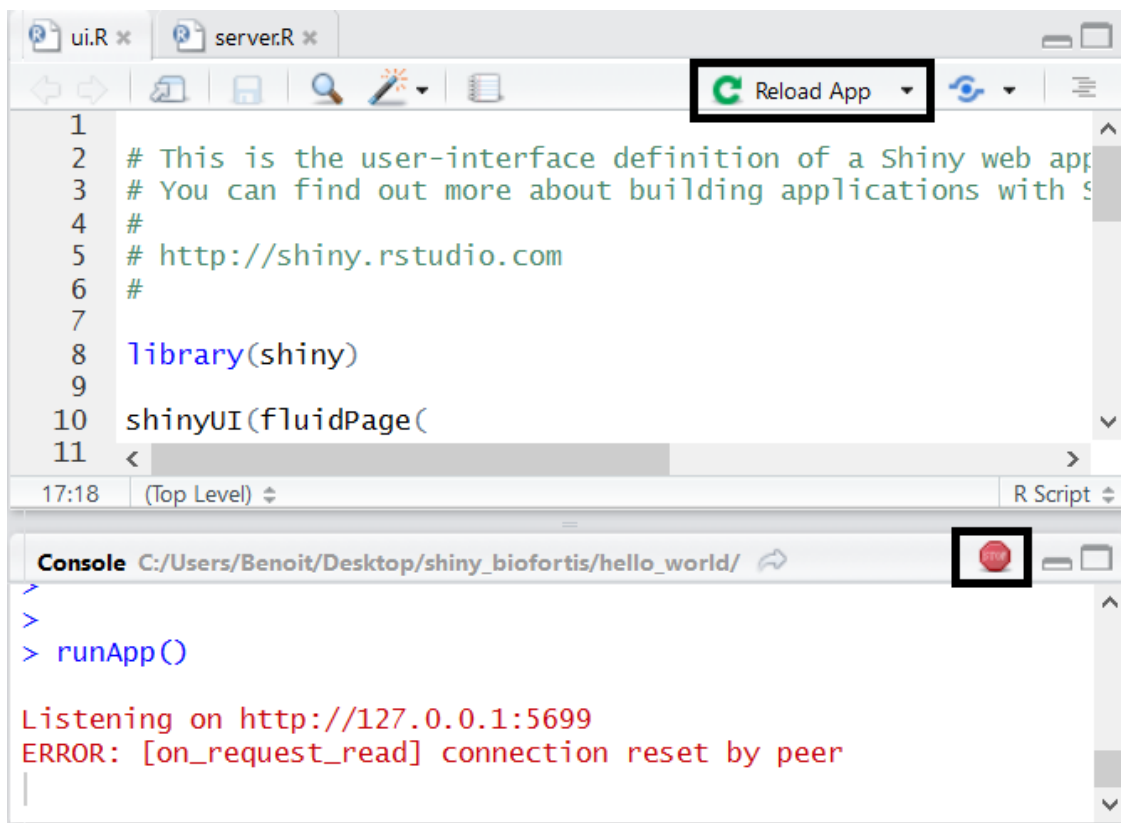 ui.R server.R
Reload App
1
2 # This is the user-interface definition of a Shiny web app
3 # You can find out more about building applications with S
4 #
5 # http://shiny.rstudio.com
6 #
7
8 library(shiny)
9
10 shinyUI(fluidPage(
11
17:18 (Top Level) R Script
Console C:/Users/Benoit/Desktop/shiny_biofortis/hello_world/ STOP
>
>
> runApp()
Listening on http://127.0.0.1:5699
ERROR: [on_request_read] connection reset by peer